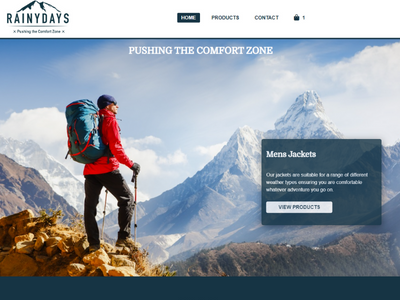 RAINYDAYS
Pushing the Comfort Zone
HOME PRODUCTS CONTACT 1
PUSHING THE COMFORT ZONE
Mens Jackets
Our jackets are suitable for a range of different
weather types ensuring you are comfortable
whatever adventure you go on.
VIEW PRODUCTS